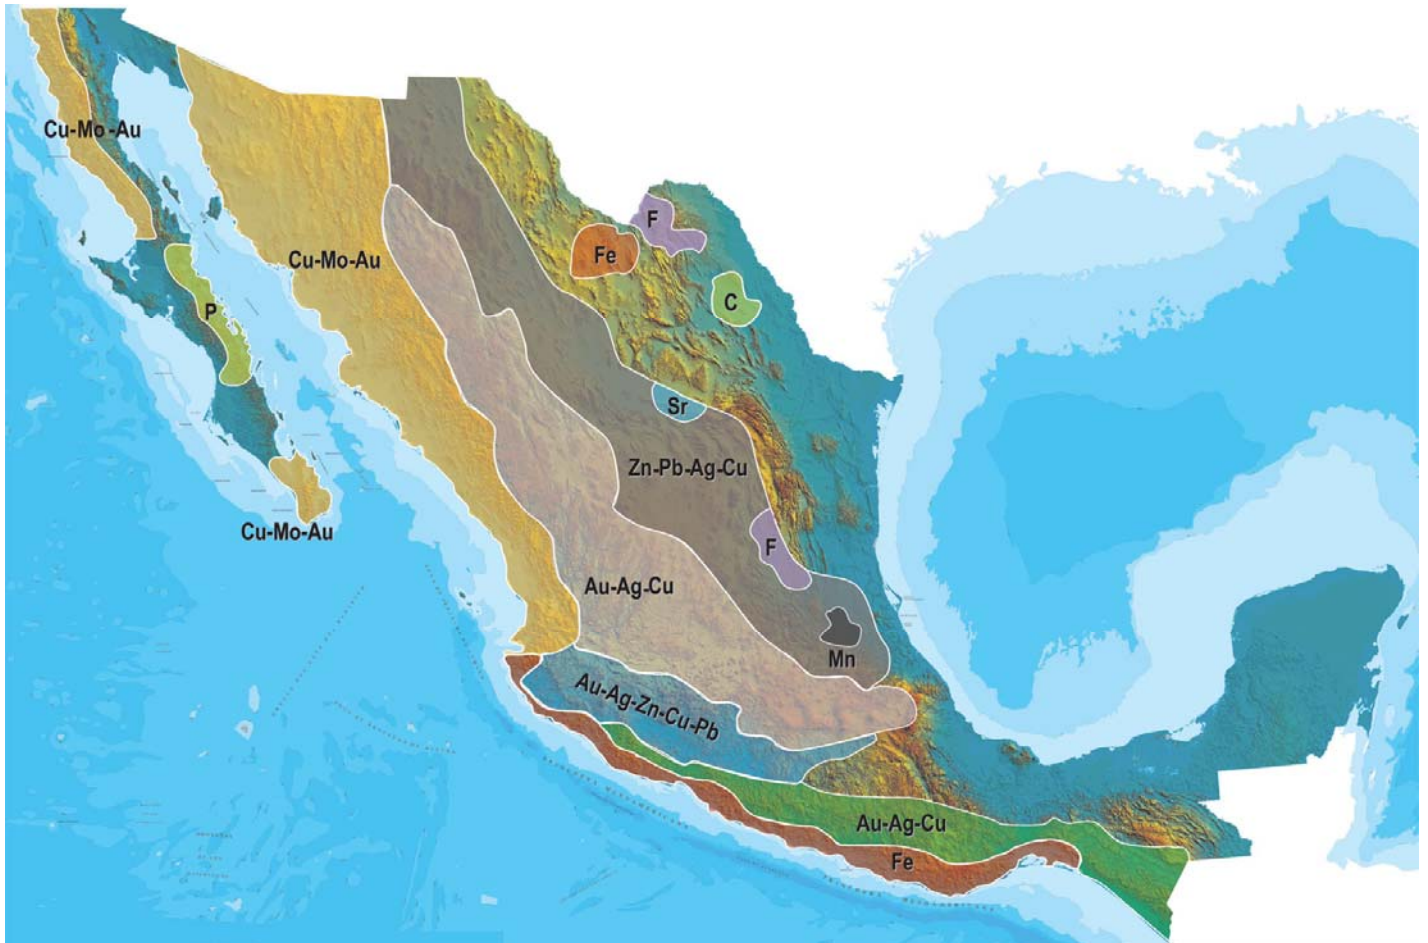 Cu-Mo -Au
F
Fe
Cu-Mo-Au
C
P
Sr
Zn-Pb-Ag-Cu
Cu-Mo-Au
F
Au-Ag-Cu
Mn
Au-Ag-Zn-Cu-Pb
Au-Ag-Cu
Fe